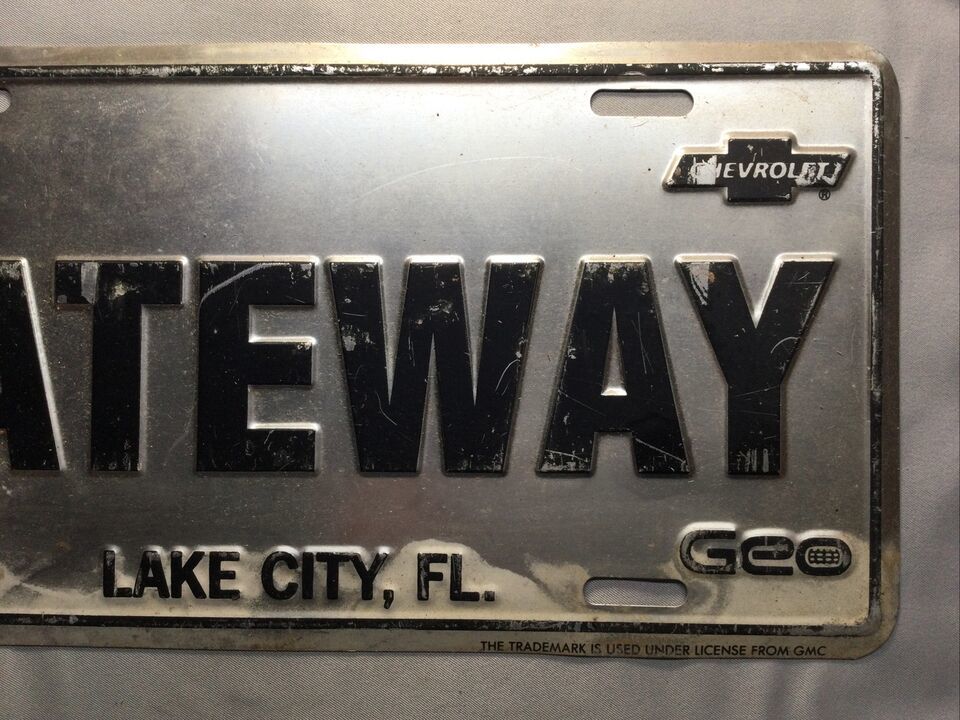 CHEVROLET®
ATEWAY
Geo
LAKE CITY, FL.
THE TRADEMARK IS USED UNDER LICENSE FROM GMC